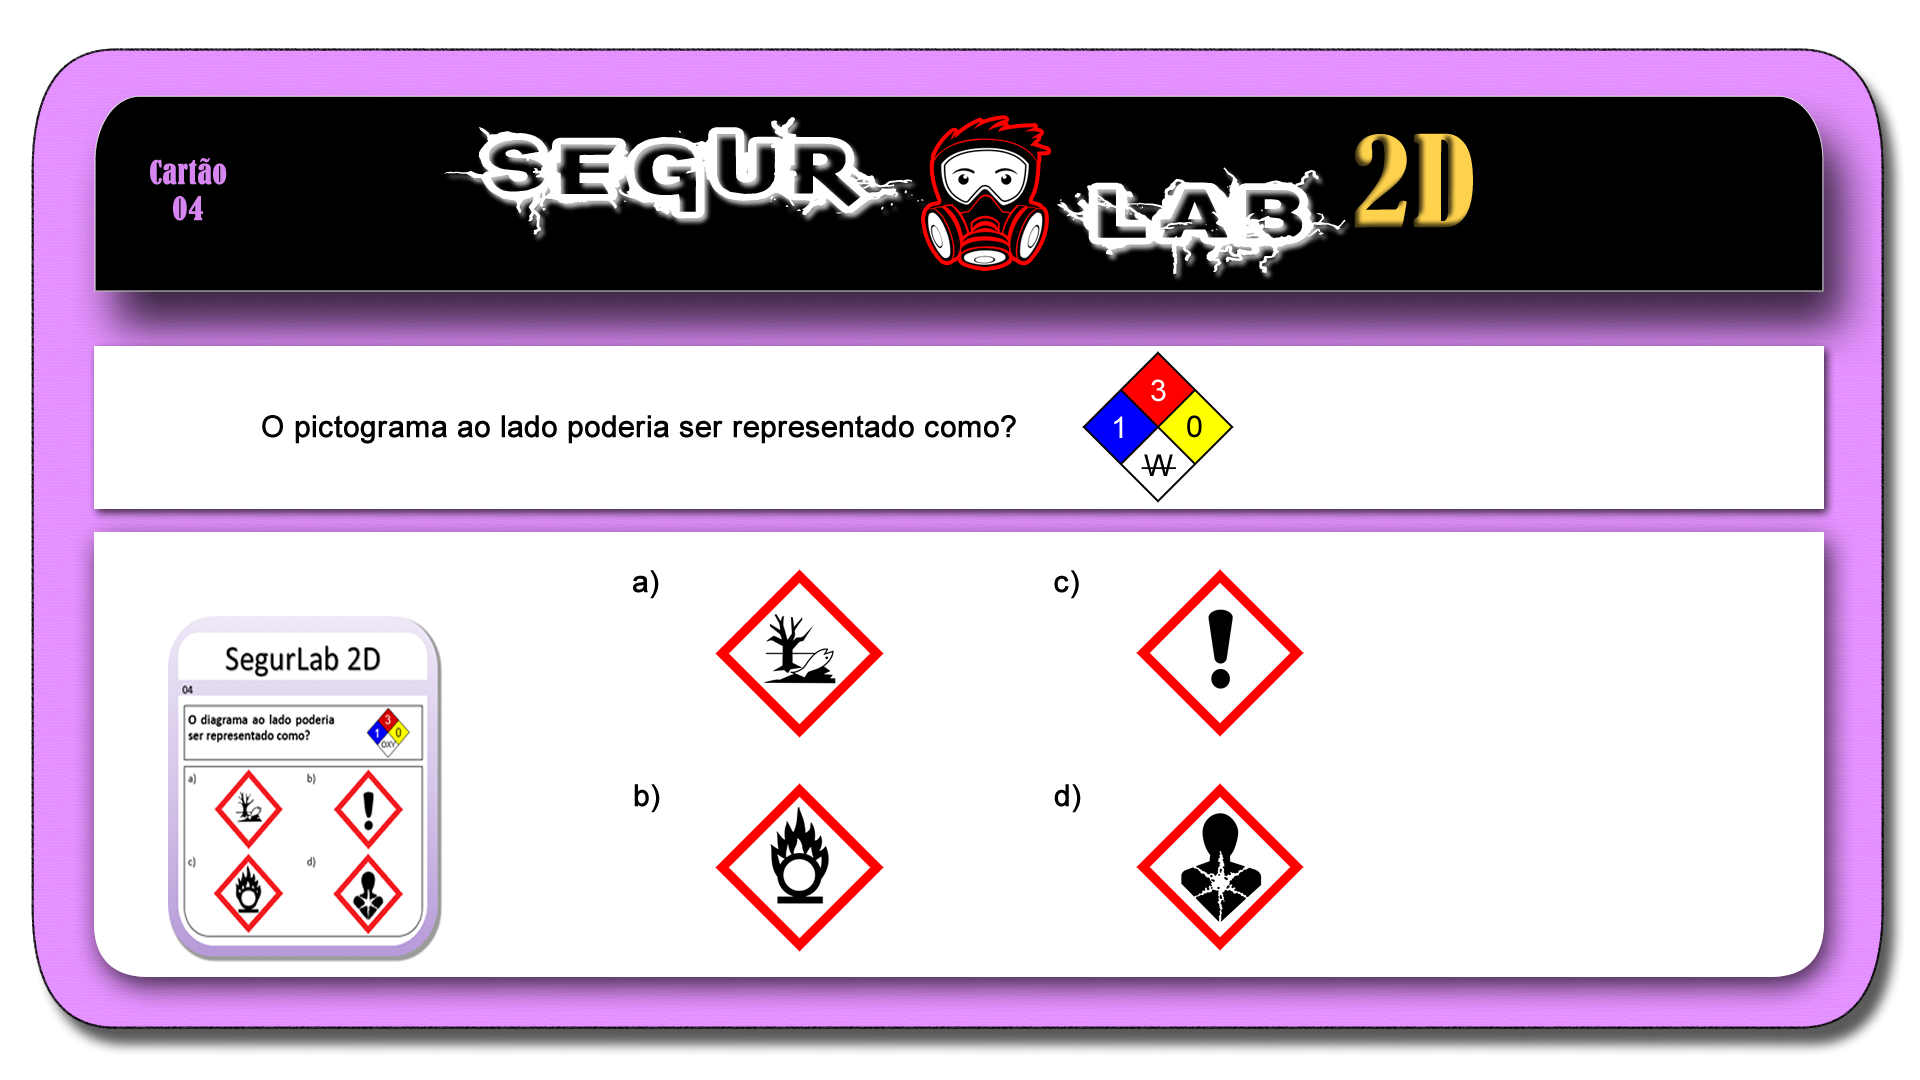 Cartão
04
SEGUR LAB 2D
O pictograma ao lado poderia ser representado como?
3
1
0
W
a)
c)
b)
d)
SegurLab 2D
04
O diagrama ao lado poderia
ser representado como?
3
1
0
OXY
a)
b)
c)
d)